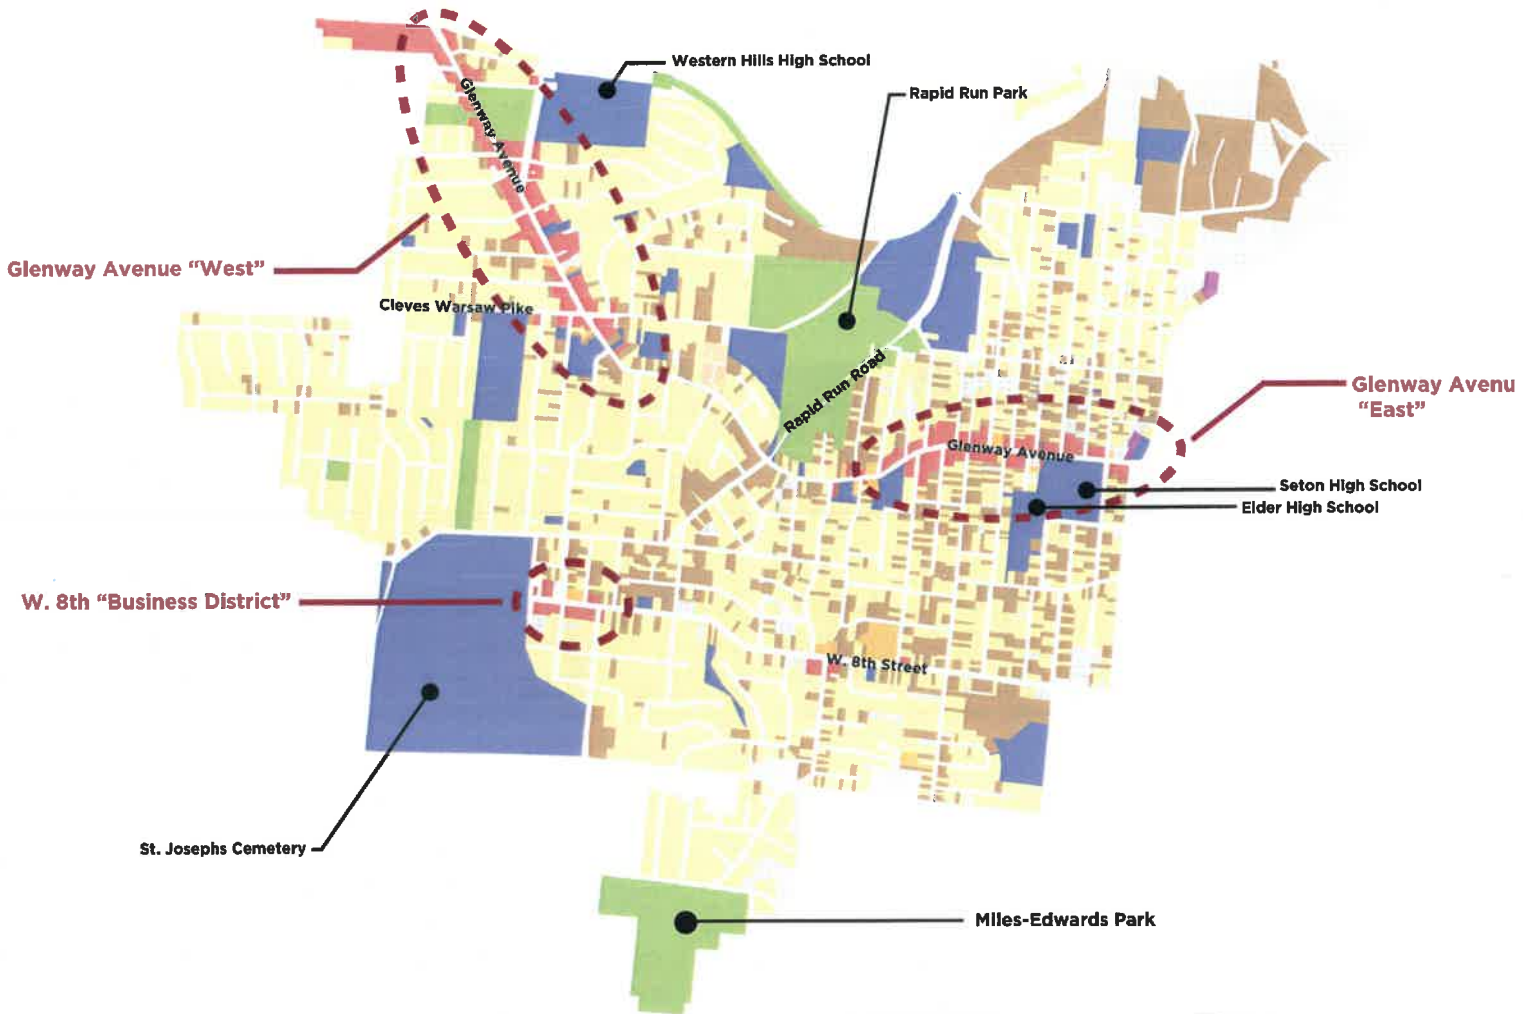 Western Hills High School
Rapid Run Park
Glenway Avenue
Glenway Avenue “West”
Cleves Warsaw Pike
Rapid Run Road
Glenway Avenu
“East”
Glenway Avenue
Seton High School
Elder High School
W. 8th “Business District”
W. 8th Street
St. Josephs Cemetery
Miles-Edwards Park